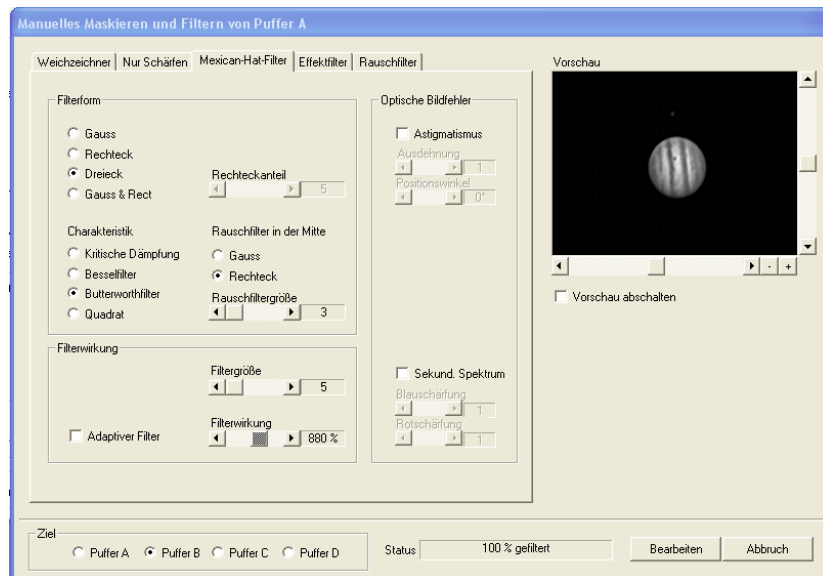 Manuelles Maskieren und Filtern von Puffer A
Weichzeichner Nur Schärfen Mexican-Hat-Filter Effektfilter Rauschfilter
Filterform
Gauss
Rechteck
Dreieck
Gauss & Rect
Rechteckanteil
5
Charakteristik
Kritische Dämpfung
Besselfilter
Butterworthfilter
Quadrat
Rauschfilter in der Mitte
Gauss
Rechteck
Rauschfiltergröße
3
Filterwirkung
Filtergröße
5
Adaptiver Filter
Filterwirkung
880 %
Optische Bildfehler
Astigmatismus
Ausdehnung
1
Positionswinkel
0°
Sekund. Spektrum
Blauschärfung
1
Rotschärfung
1
Vorschau
- +
Vorschau abschalten
Ziel
Puffer A Puffer B Puffer C Puffer D
Status 100 % gefiltert
Bearbeiten Abbruch